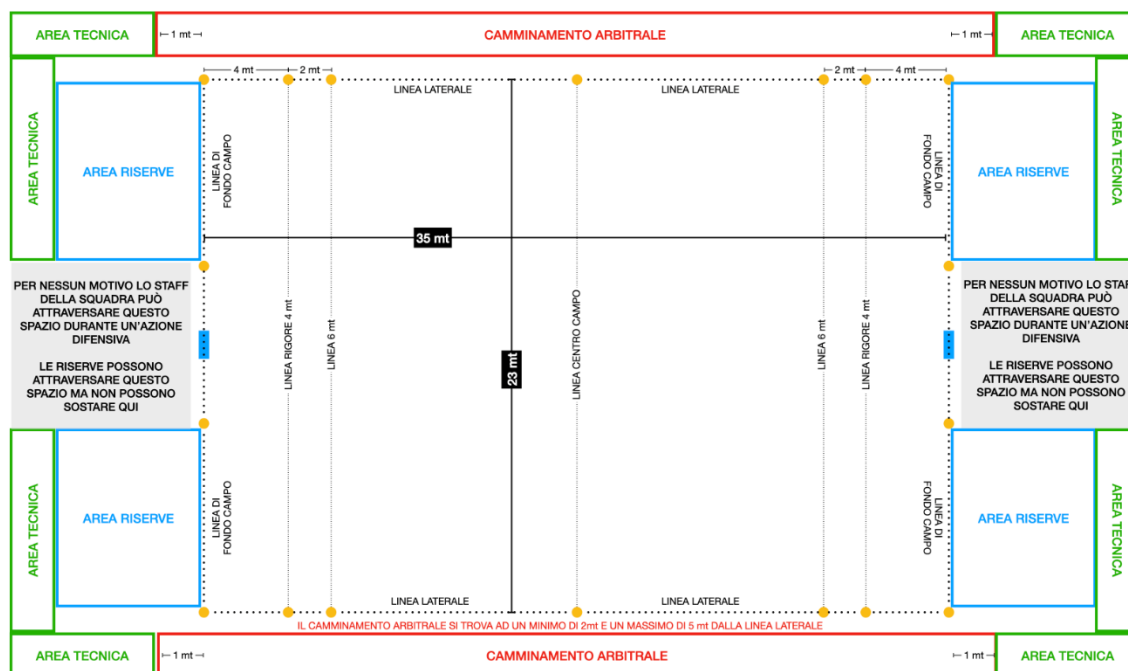 AREA TECNICA
1 mt
CAMMINAMENTO ARBITRALE
1 mt
AREA TECNICA
4 mt
2 mt
2 mt
4 mt
LINEA LATERALE
LINEA LATERALE
AREA TECNICA
AREA RISERVE
LINEA DI
FONDO CAMPO
LINEA DI
FONDO CAMPO
AREA RISERVE
AREA TECNICA
35 mt
PER NESSUN MOTIVO LO STAFF
DELLA SQUADRA PUÒ
ATTRAVERSARE QUESTO
SPAZIO DURANTE UN'AZIONE
DIFENSIVA
LE RISERVE POSSONO
ATTRAVERSARE QUESTO
SPAZIO MA NON POSSONO
SOSTARE QUI
LINEA RIGORE 4 mt
LINEA 6 mt
23 mt
LINEA CENTRO CAMPO
LINEA 6 mt
LINEA RIGORE 4 mt
PER NESSUN MOTIVO LO STAF
DELLA SQUADRA PUÒ
ATTRAVERSARE QUESTO
SPAZIO DURANTE UN'AZIONE
DIFENSIVA
LE RISERVE POSSONO
ATTRAVERSARE QUESTO
SPAZIO MA NON POSSONO
SOSTARE QUI
AREA TECNICA
AREA RISERVE
LINEA DI
FONDO CAMPO
LINEA DI
FONDO CAMPO
AREA RISERVE
AREA TECNICA
LINEA LATERALE
LINEA LATERALE
IL CAMMINAMENTO ARBITRALE SI TROVA AD UN MINIMO DI 2mt E UN MASSIMO DI 5 mt DALLA LINEA LATERALE
AREA TECNICA
1 mt
CAMMINAMENTO ARBITRALE
1 mt
AREA TECNICA